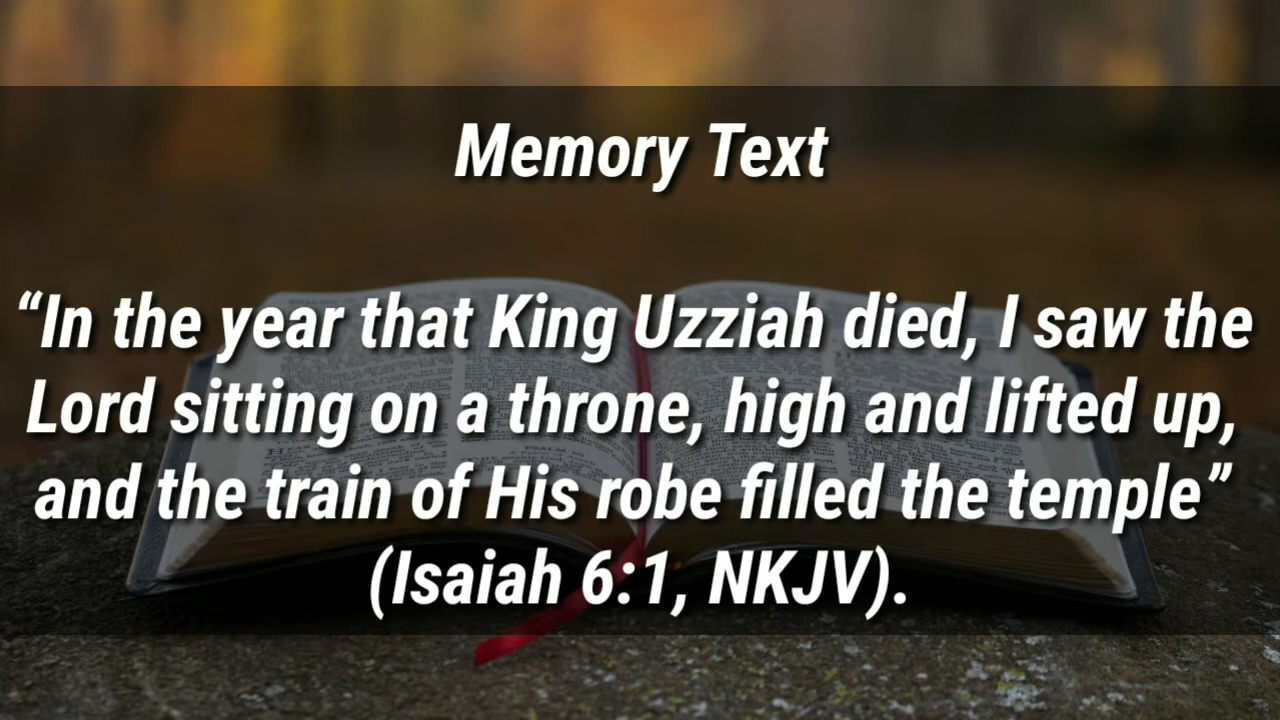 Memory Text
“In the year that King Uzziah died, I saw the
Lord sitting on a throne, high and lifted up,
and the train of His robe filled the temple”
(Isaiah 6:1, NKJV).